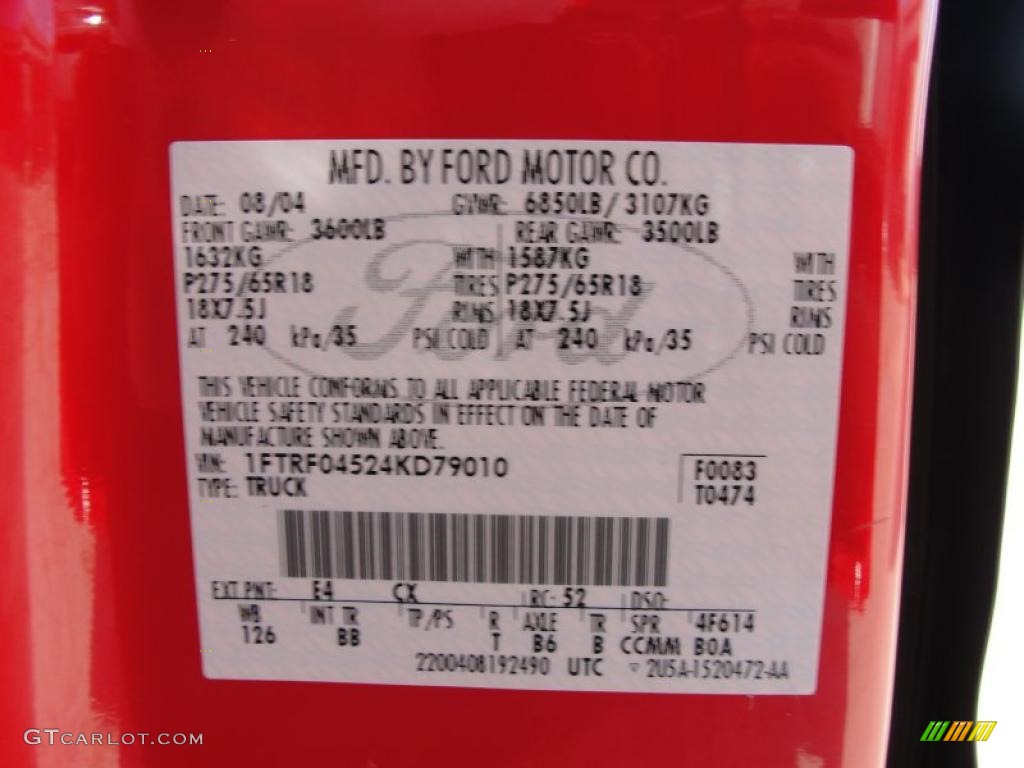 MFD. BY FORD MOTOR CO.
DATE: 08/04 GVWR: 6850LB/ 3107KG
FRONT GAWR: 3600LB REAR GAWR: 3500LB
1632KG WITH 1587KG WITH
P275/65R18 TIRES P275/65R18 TIRES
18X7.5J RIMS 18X7.5J RIMS
AT 240 kPa/35 PSI COLD AT 240 kPa/35 PSI COLD
Ford
THIS VEHICLE CONFORMS TO ALL APPLICABLE FEDERAL MOTOR
VEHICLE SAFETY STANDARDS IN EFFECT ON THE DATE OF
MANUFACTURE SHOWN ABOVE.
VIN: 1FTRF04524KD79010 F0083
TYPE: TRUCK T0474
EXT PNT: E4 CX RC: 52 DSO:
WB INT TR TP/PS R AXLE TR SPR 4F614
126 BB T B6 B CCMM B0A
2200408192490 UTC ▽ 2U5A-1520472-AA
GTCARLOT.COM